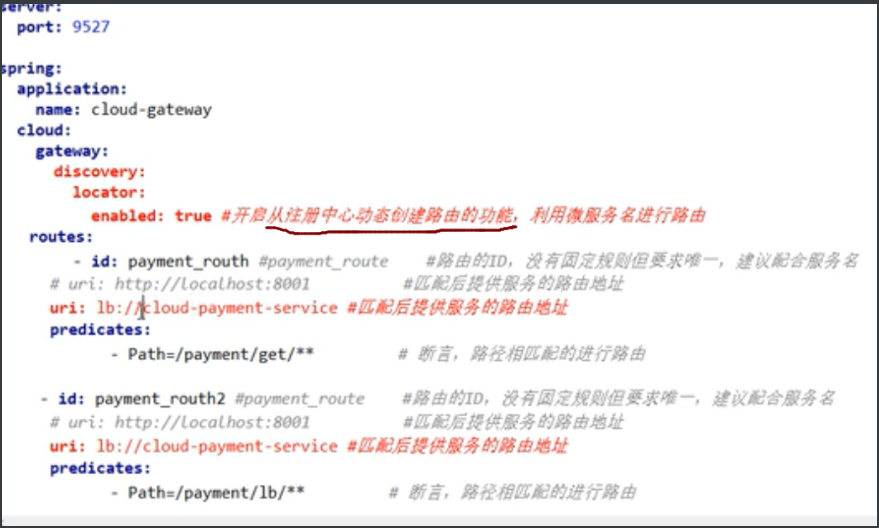 server:
port: 9527
spring:
application:
name: cloud-gateway
cloud:
gateway:
discovery:
locator:
enabled: true #开启从注册中心动态创建路由的功能，利用微服务名进行路由
routes:
- id: payment_routh #payment_route #路由的ID，没有固定规则但要求唯一，建议配合服务名
# uri: http://localhost:8001 #匹配后提供服务的路由地址
uri: lb://cloud-payment-service #匹配后提供服务的路由地址
predicates:
- Path=/payment/get/** # 断言，路径相匹配的进行路由
- id: payment_routh2 #payment_route #路由的ID，没有固定规则但要求唯一，建议配合服务名
# uri: http://localhost:8001 #匹配后提供服务的路由地址
uri: lb://cloud-payment-service #匹配后提供服务的路由地址
predicates:
- Path=/payment/lb/** # 断言，路径相匹配的进行路由